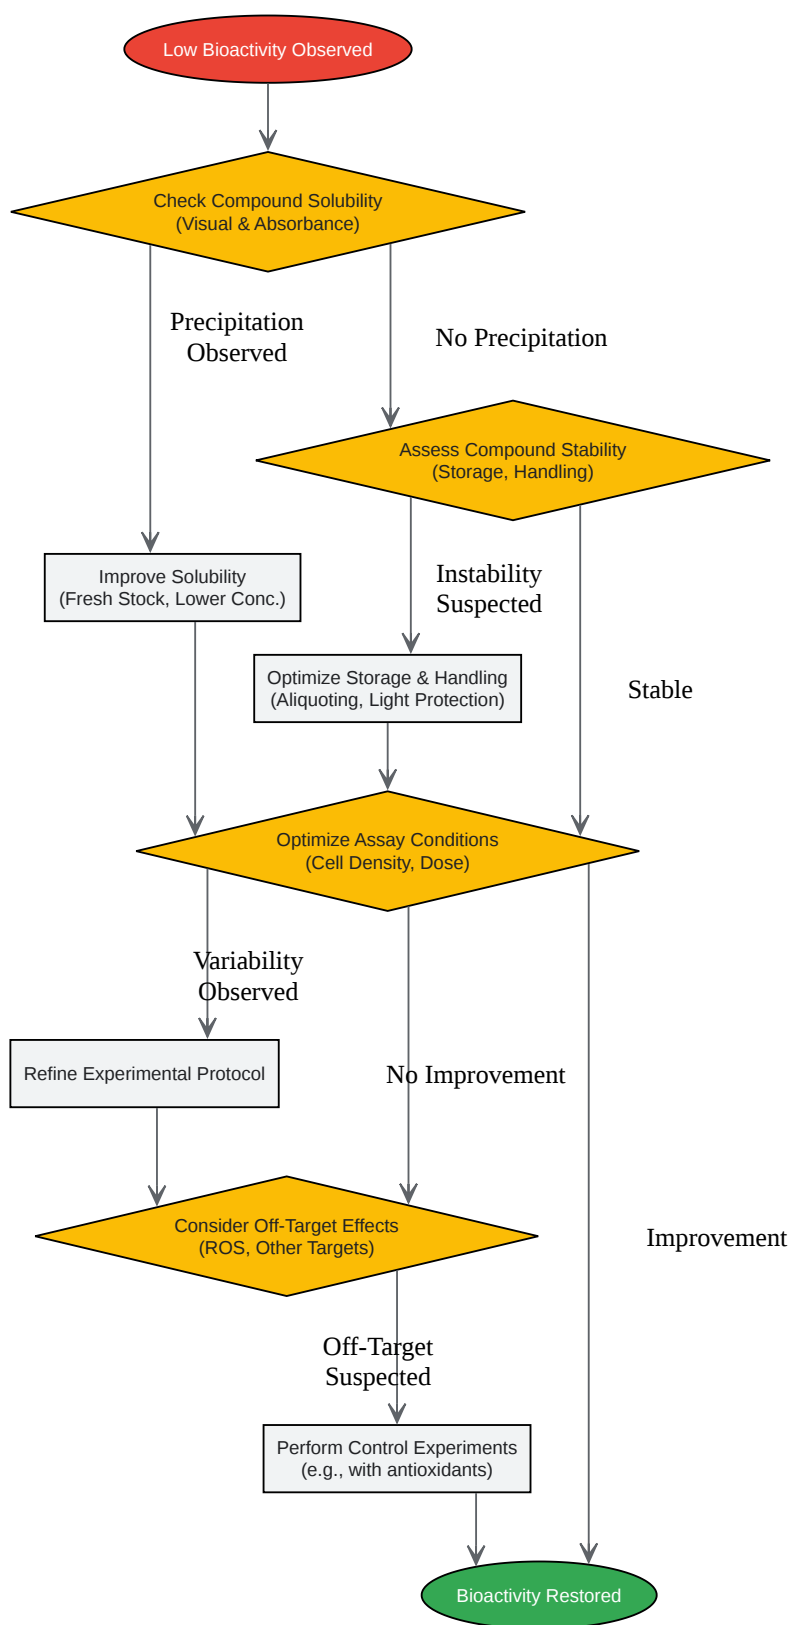 Low Bioactivity Observed
Check Compound Solubility
(Visual & Absorbance)
Precipitation
Observed
No Precipitation
Assess Compound Stability
(Storage, Handling)
Improve Solubility
(Fresh Stock, Lower Conc.)
Instability
Suspected
Optimize Storage & Handling
(Aliquoting, Light Protection)
Stable
Optimize Assay Conditions
(Cell Density, Dose)
Variability
Observed
Refine Experimental Protocol
No Improvement
Consider Off-Target Effects
(ROS, Other Targets)
Improvement
Off-Target
Suspected
Perform Control Experiments
(e.g., with antioxidants)
Bioactivity Restored